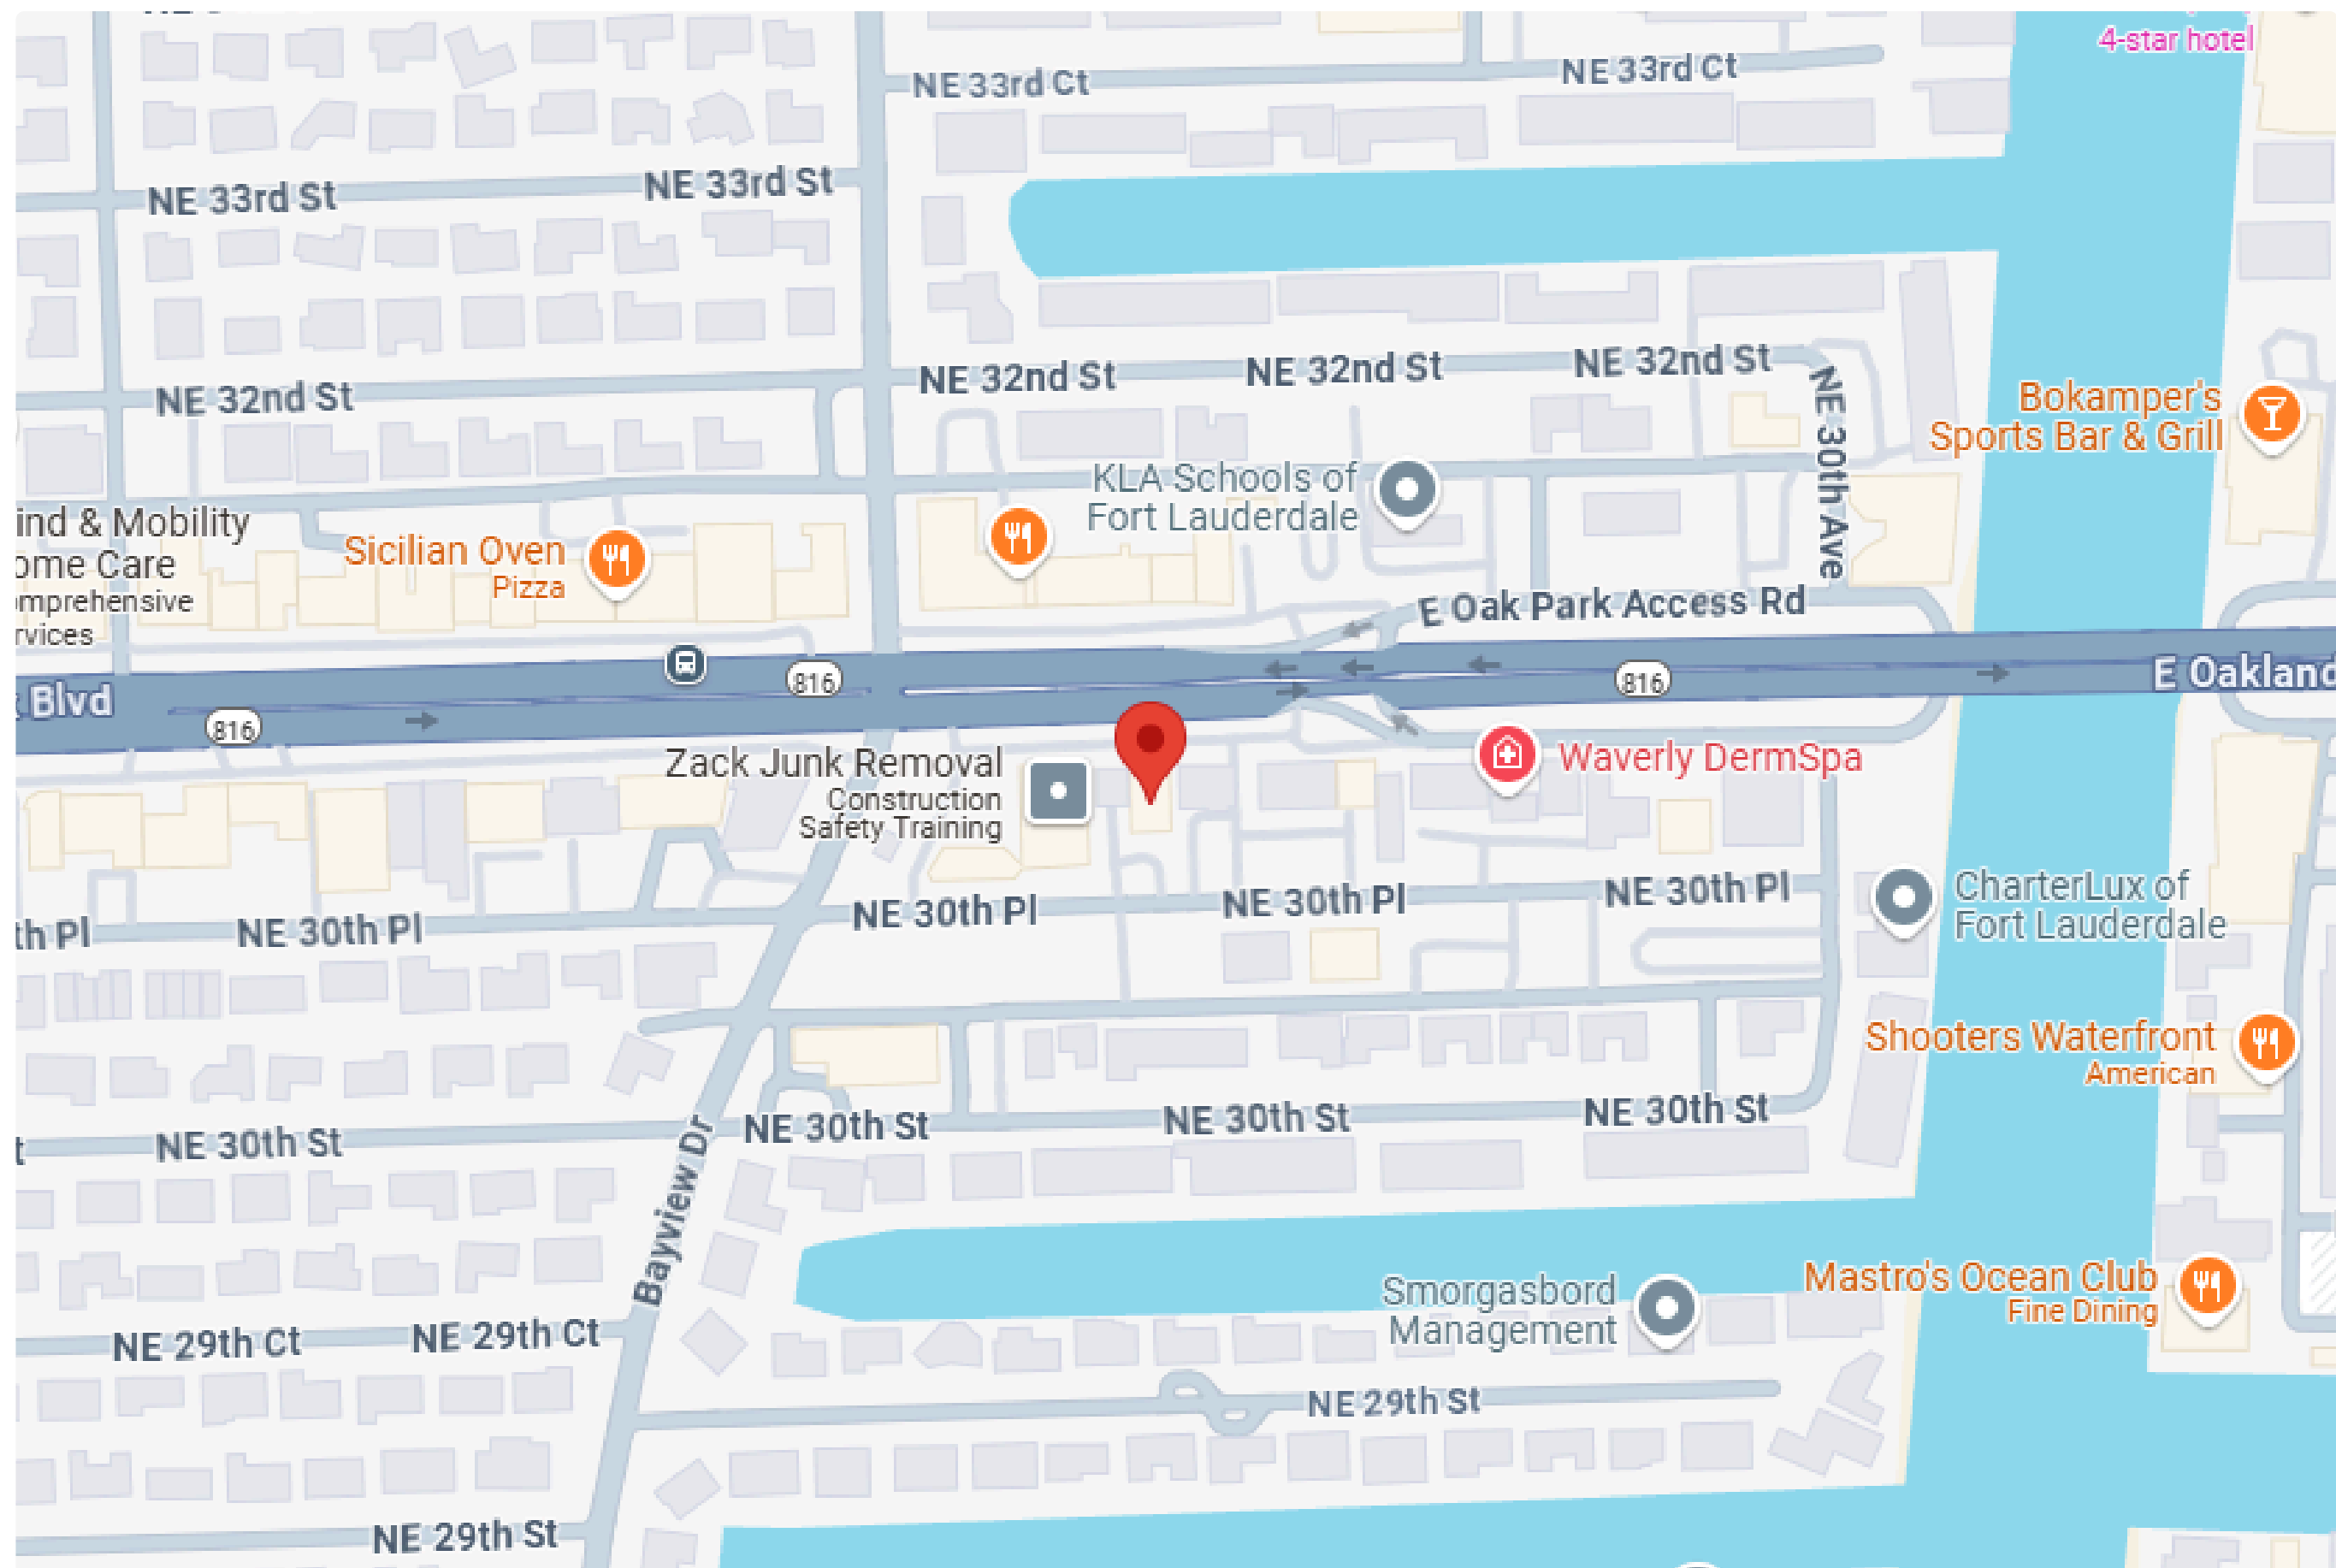 4-star hotel
NE 33rd Ct
NE 33rd Ct
NE 33rd St
NE 33rd St
NE 32nd St
NE 32nd St
NE 32nd St
NE 32nd St
NE 30th Ave
Bokamper's
Sports Bar & Grill
KLA Schools of
Fort Lauderdale
ind & Mobility
ome Care
omprehensive
rvices
Sicilian Oven
Pizza
E Oak Park Access Rd
816
816
816
Blvd
E Oakland
Zack Junk Removal
Construction
Safety Training
Waverly DermSpa
CharterLux of
Fort Lauderdale
th Pl
NE 30th Pl
NE 30th Pl
NE 30th Pl
NE 30th Pl
Shooters Waterfront
American
t
NE 30th St
NE 30th St
NE 30th St
NE 30th St
Bayview Dr
Smorgasbord
Management
Mastro's Ocean Club
Fine Dining
NE 29th Ct
NE 29th Ct
NE 29th St
NE 29th St